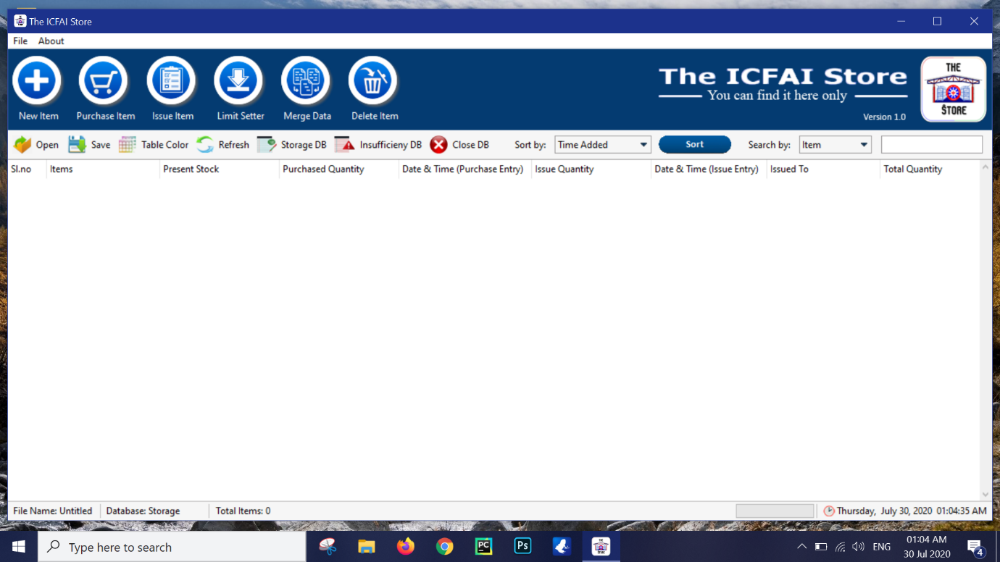 The ICFAI Store
File About
The ICFAI Store
You can find it here only
Version 1.0
THE
STORE
New Item Purchase Item Issue Item Limit Setter Merge Data Delete Item
Open Save Table Color Refresh Storage DB Insufficieny DB Close DB Sort by: Time Added Sort Search by: Item
Sl.no Items Present Stock Purchased Quantity Date & Time (Purchase Entry) Issue Quantity Date & Time (Issue Entry) Issued To Total Quantity
File Name: Untitled Database: Storage Total Items: 0 Thursday, July 30, 2020 01:04:35 AM
Type here to search PC Ps THE STORE ENG 01:04 AM
30 Jul 2020 4